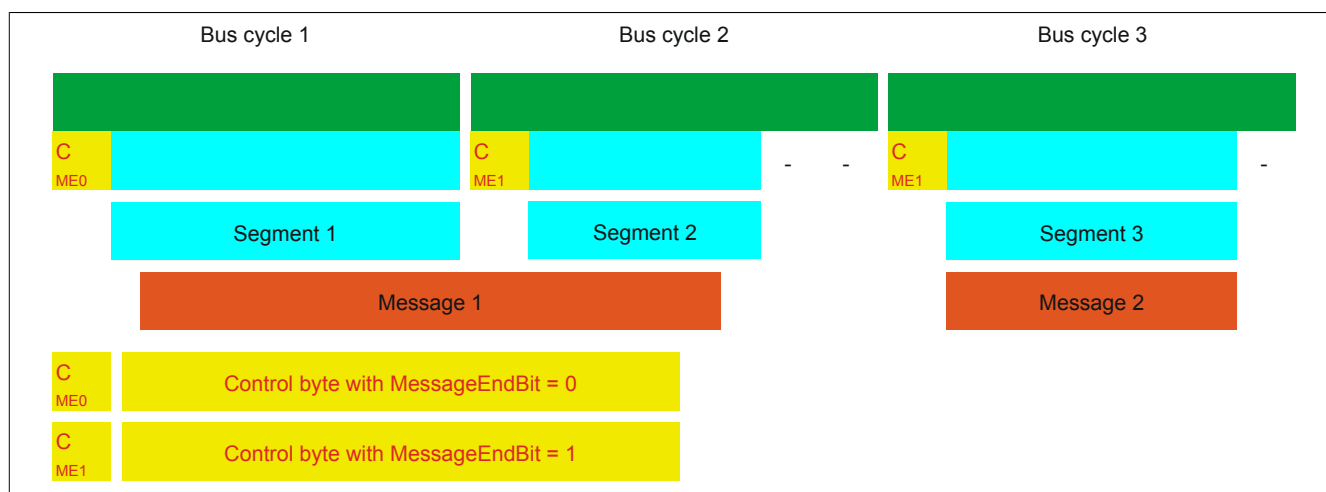 Bus cycle 1 Bus cycle 2 Bus cycle 3
C C - - C -
ME0 ME1 ME1
Segment 1 Segment 2 Segment 3
Message 1 Message 2
C
ME0 Control byte with MessageEndBit = 0
C
ME1 Control byte with MessageEndBit = 1